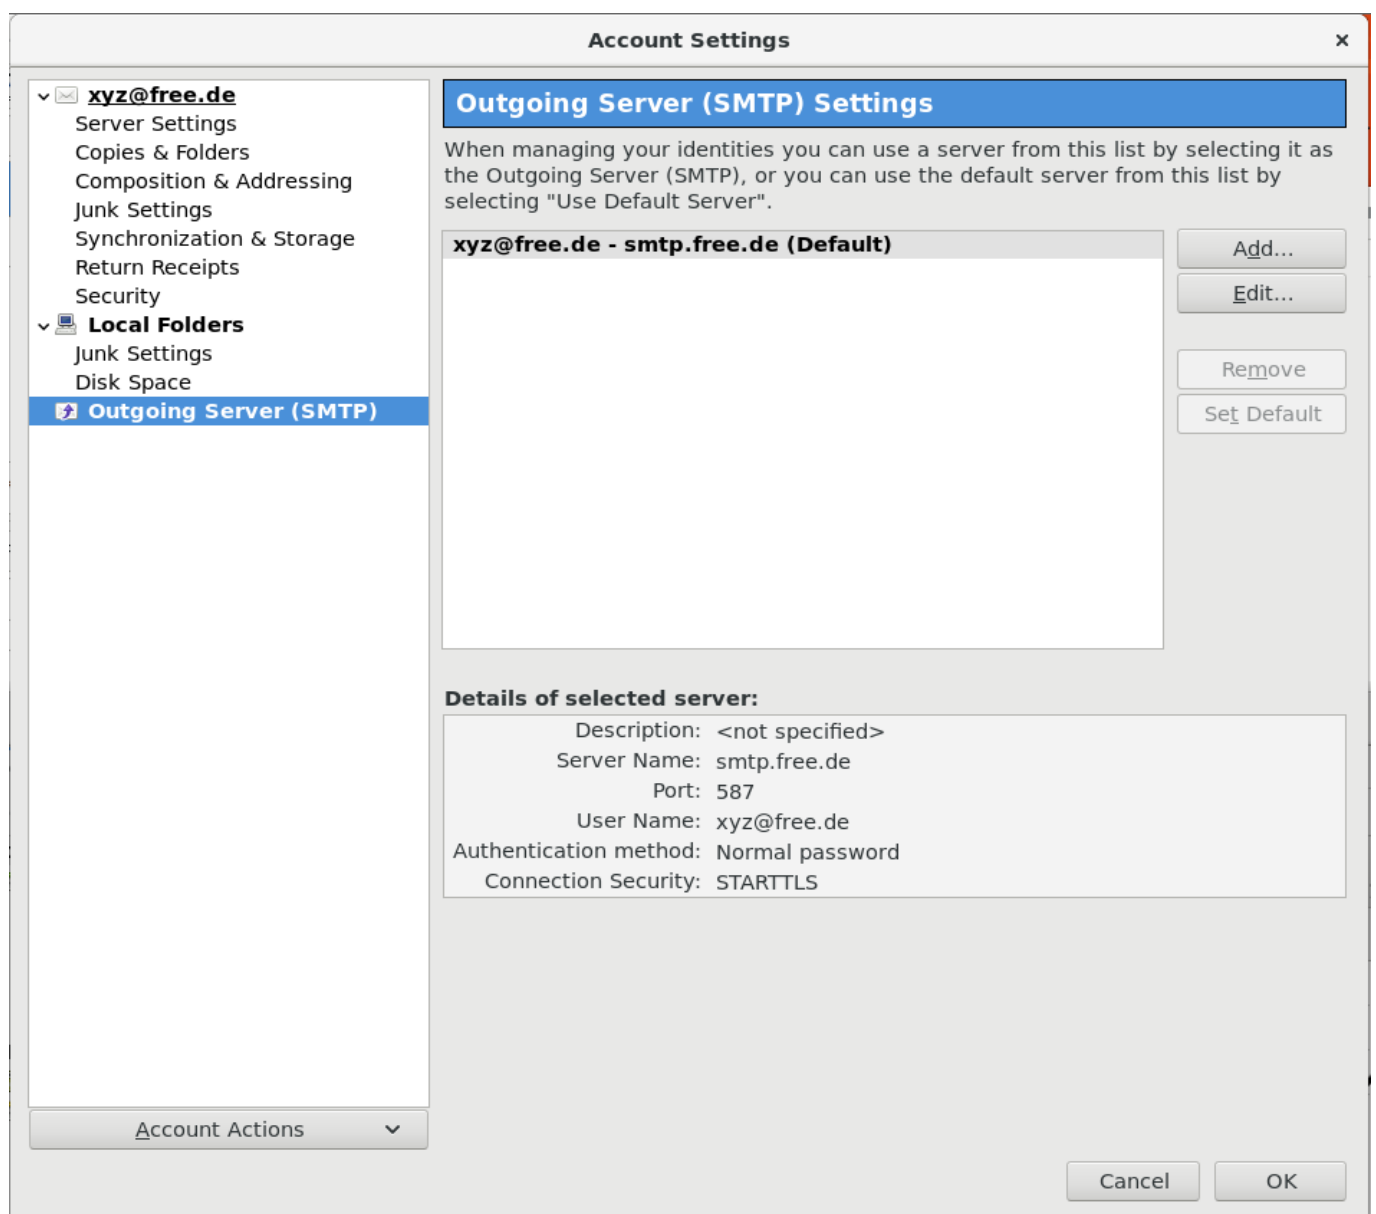 Account Settings
xyz@free.de
Server Settings
Copies & Folders
Composition & Addressing
Junk Settings
Synchronization & Storage
Return Receipts
Security
Local Folders
Junk Settings
Disk Space
Outgoing Server (SMTP)
Account Actions
Outgoing Server (SMTP) Settings
When managing your identities you can use a server from this list by selecting it as
the Outgoing Server (SMTP), or you can use the default server from this list by
selecting "Use Default Server".
xyz@free.de - smtp.free.de (Default)
Add...
Edit...
Remove
Set Default
Details of selected server:
Description: <not specified>
Server Name: smtp.free.de
Port: 587
User Name: xyz@free.de
Authentication method: Normal password
Connection Security: STARTTLS
Cancel
OK